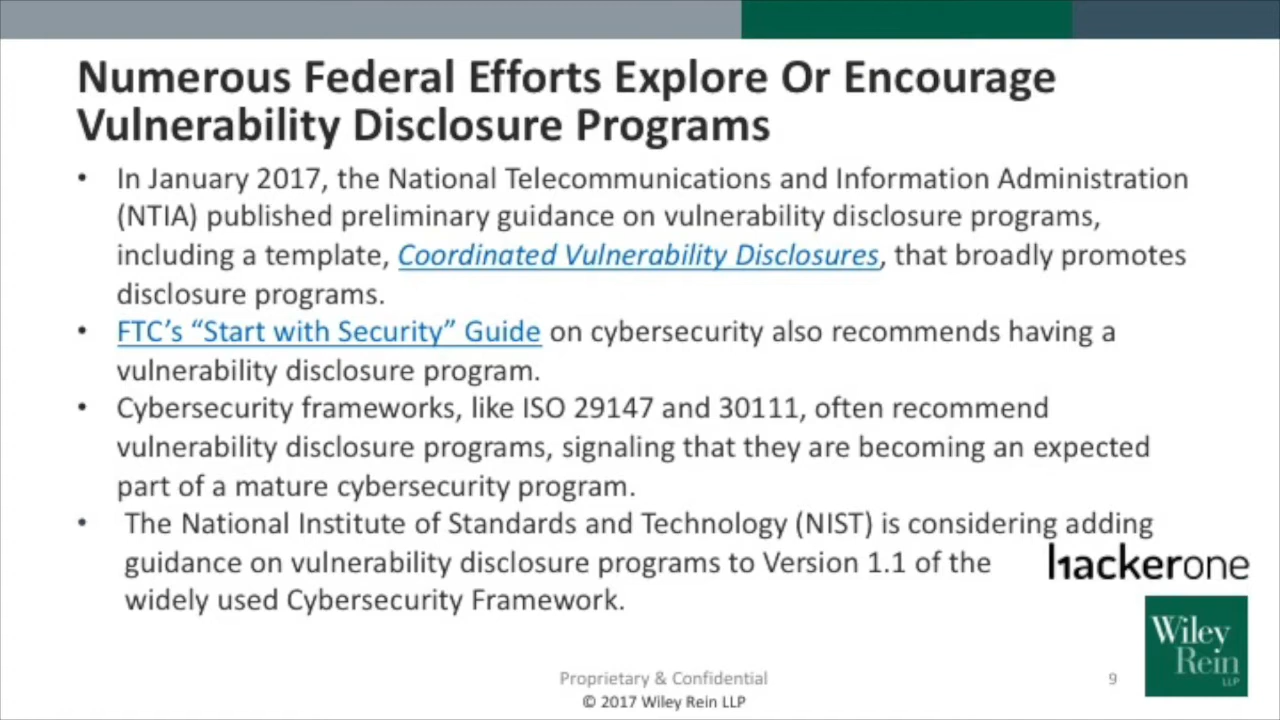 Numerous Federal Efforts Explore Or Encourage
Vulnerability Disclosure Programs
• In January 2017, the National Telecommunications and Information Administration
(NTIA) published preliminary guidance on vulnerability disclosure programs,
including a template, Coordinated Vulnerability Disclosures, that broadly promotes
disclosure programs.
• FTC's “Start with Security” Guide on cybersecurity also recommends having a
vulnerability disclosure program.
• Cybersecurity frameworks, like ISO 29147 and 30111, often recommend
vulnerability disclosure programs, signaling that they are becoming an expected
part of a mature cybersecurity program.
• The National Institute of Standards and Technology (NIST) is considering adding
guidance on vulnerability disclosure programs to Version 1.1 of the
widely used Cybersecurity Framework.
hackerone
Wiley
Rein
LLP
Proprietary & Confidential
9
© 2017 Wiley Rein LLP